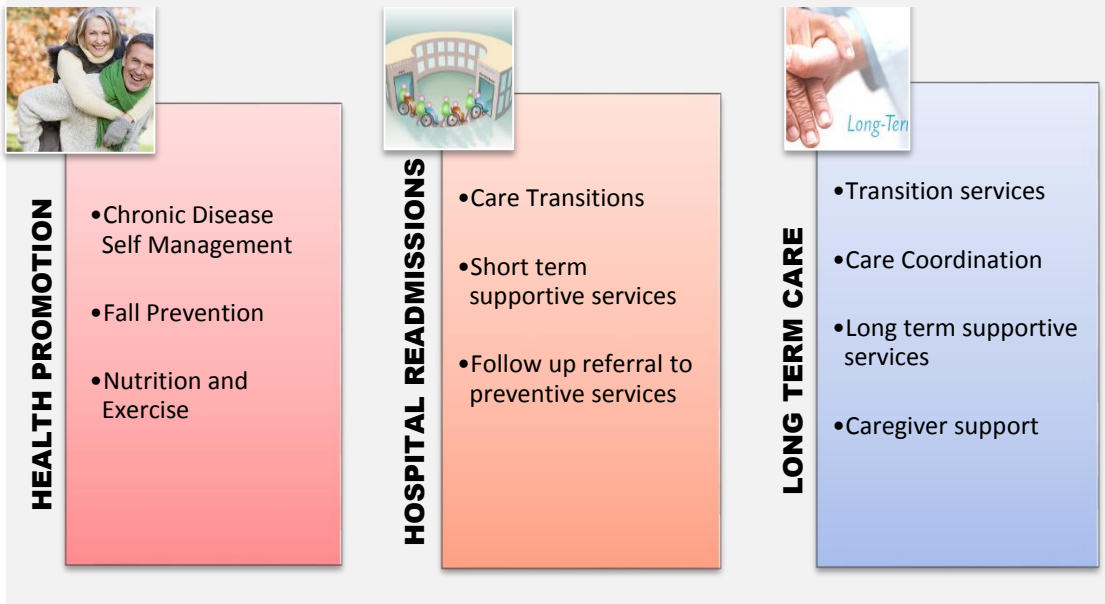 HEALTH PROMOTION
•Chronic Disease
Self Management
•Fall Prevention
•Nutrition and
Exercise
HOSPITAL READMISSIONS
•Care Transitions
•Short term
supportive services
•Follow up referral to
preventive services
Long-Ter
LONG TERM CARE
•Transition services
•Care Coordination
•Long term supportive
services
•Caregiver support